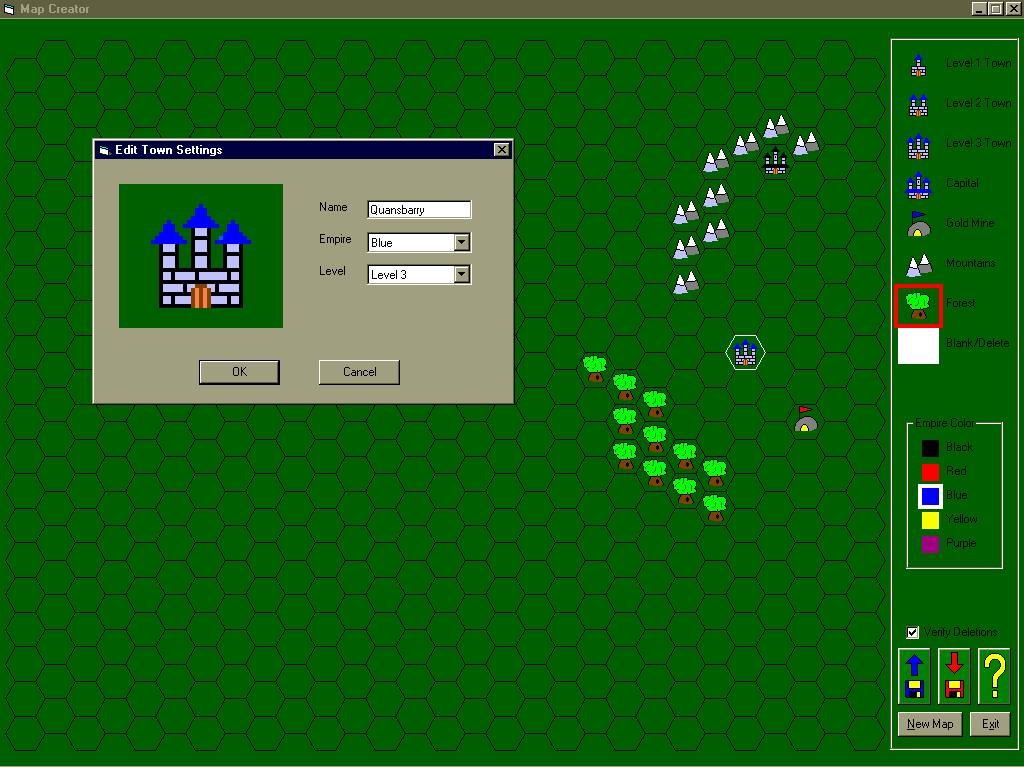 Map Creator
Edit Town Settings
Name Quansbarry
Empire Blue
Level Level 3
OK Cancel
Level 1 Town
Level 2 Town
Level 3 Town
Capital
Gold Mine
Mountains
Forest
Blank/Delete
Empire Color
Black
Red
Blue
Yellow
Purple
Verify Deletions
New Map Exit